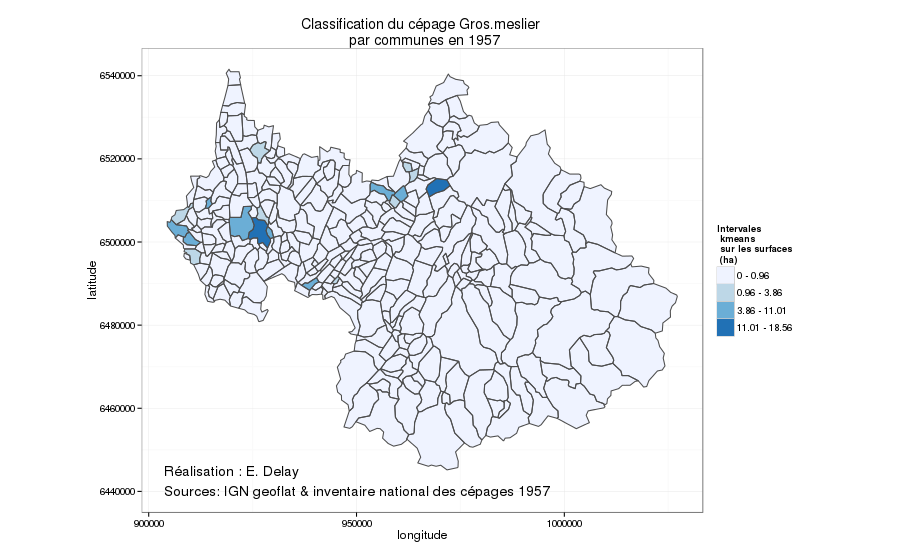 Classification du cépage Gros.meslier
par communes en 1957
6540000
6520000
6500000
6480000
6460000
6440000
latitude
Intervales
kmeans
sur les surfaces
(ha)
0 - 0.96
0.96 - 3.86
3.86 - 11.01
11.01 - 18.56
Réalisation : E. Delay
Sources: IGN geoflat & inventaire national des cépages 1957
900000
950000
1000000
longitude